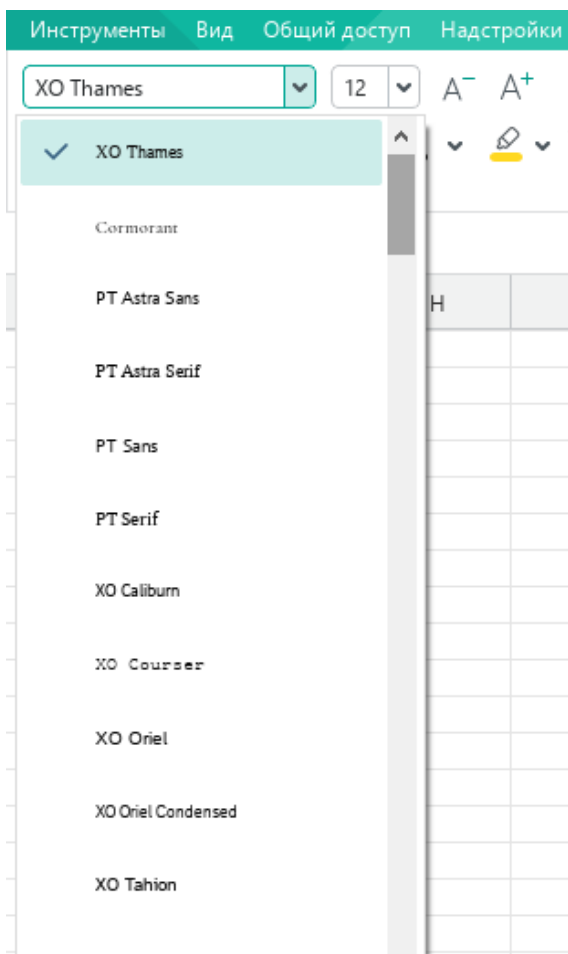 Инструменты Вид Общий доступ Надстройки
XO Thames 12 A⁻ A⁺
XO Thames
Cormorant
PT Astra Sans
H
PT Astra Serif
PT Sans
PT Serif
XO Caliburn
XO Courser
XO Oriel
XO Oriel Condensed
XO Tahion